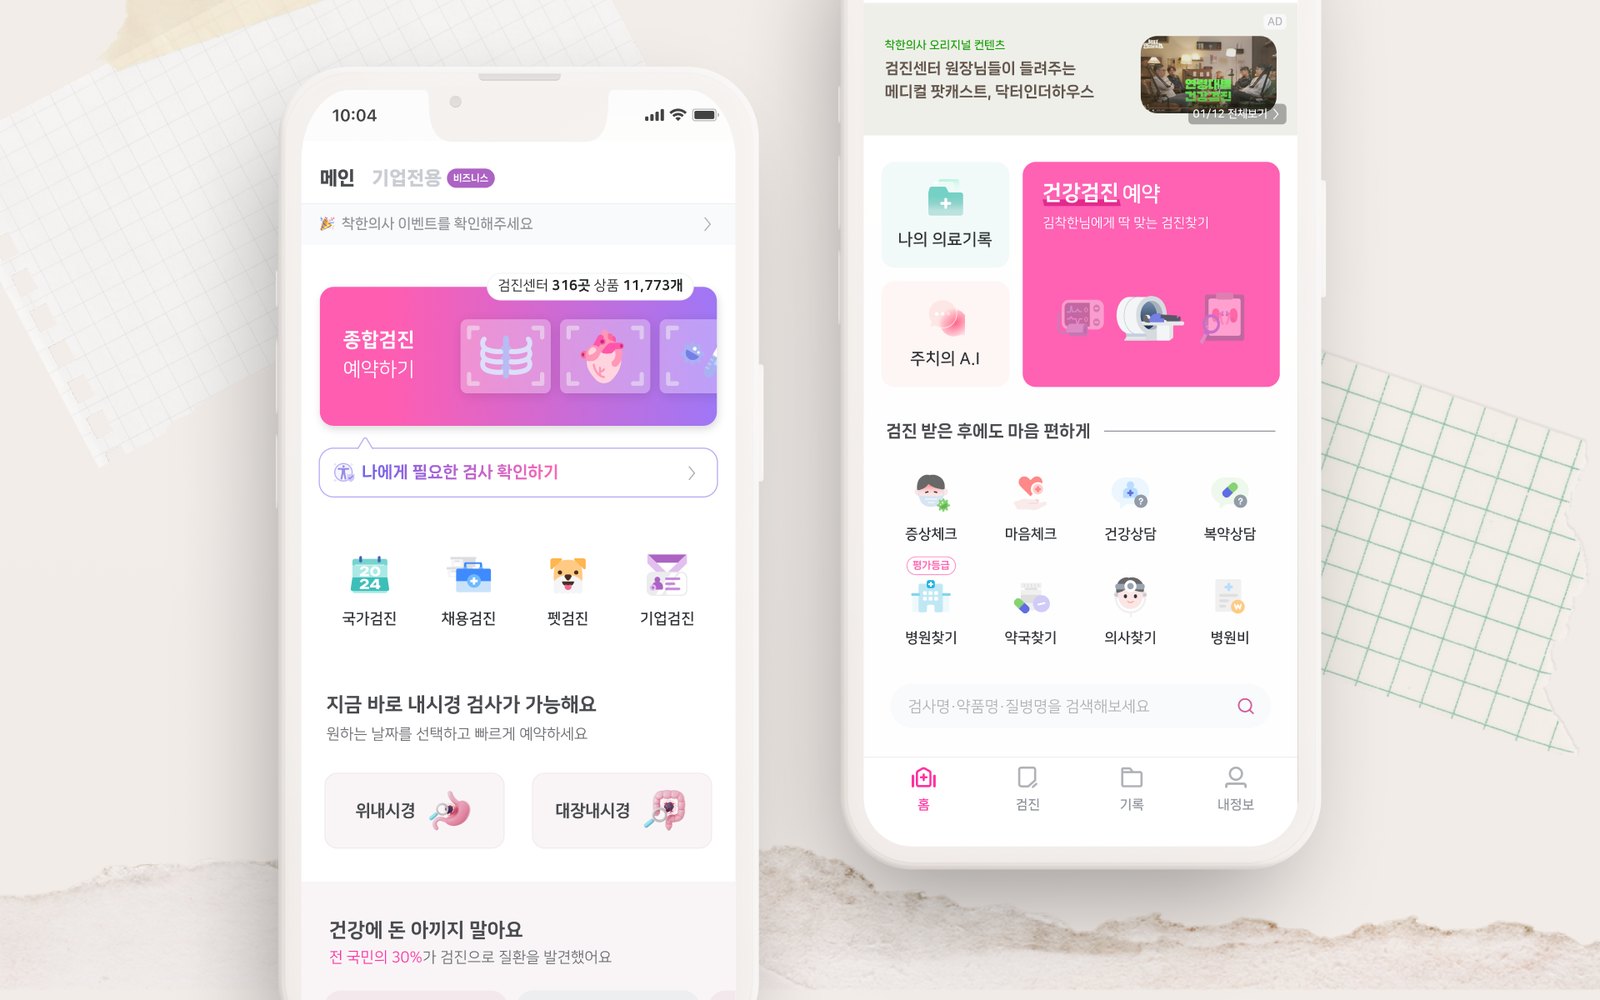 10:04
메인 기업전용 비즈니스
🎉 착한의사 이벤트를 확인해주세요
검진센터 316곳 상품 11,773개
종합검진
예약하기
나에게 필요한 검사 확인하기
20
24
국가검진 채용검진 펫검진 기업검진
지금 바로 내시경 검사가 가능해요
원하는 날짜를 선택하고 빠르게 예약하세요
위내시경 대장내시경
건강에 돈 아끼지 말아요
전 국민의 30%가 검진으로 질환을 발견했어요
AD
착한의사 오리지널 컨텐츠
검진센터 원장님들이 들려주는
메디컬 팟캐스트, 닥터인더하우스
연령대별
건강검진
01/12 전체보기
나의 의료기록
주치의 A.I
건강검진 예약
김착한님에게 딱 맞는 검진찾기
검진 받은 후에도 마음 편하게
증상체크 마음체크 건강상담 복약상담
평가등급
병원찾기 약국찾기 의사찾기 병원비
검사명·약품명·질병명을 검색해보세요
홈 검진 기록 내정보